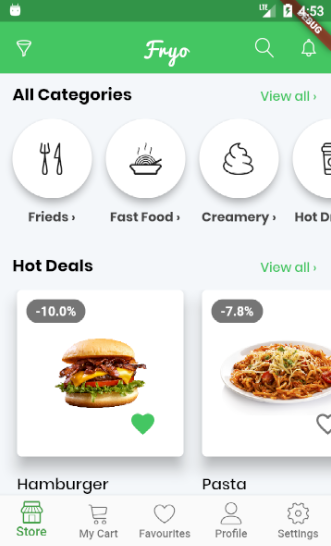 LTE 4:53
DEBUG
Fryo
All Categories View all ›
Frieds › Fast Food › Creamery › Hot D
Hot Deals View all ›
-10.0% -7.8%
Hamburger Pasta
Store My Cart Favourites Profile Settings